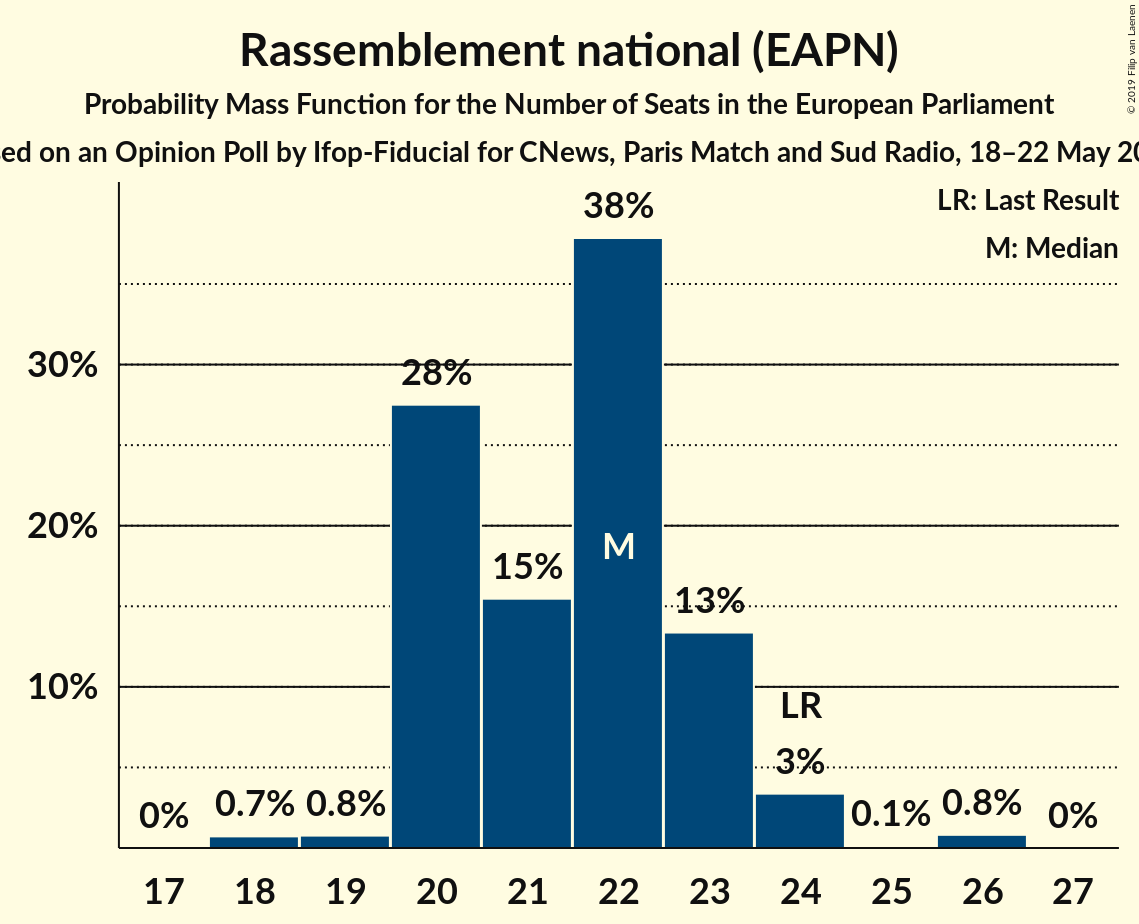 Rassemblement national (EAPN)
Probability Mass Function for the Number of Seats in the European Parliament
on an Opinion Poll by Ifop-Fiducial for CNews, Paris Match and Sud Radio, 18–22 May
© 2019 Filip van Laenen
LR: Last Result
M: Median
38%
30%
28%
20%
M
15%
13%
10%
LR
3%
0%
0.7%
0.8%
0.1%
0.8%
0%
17 18 19 20 21 22 23 24 25 26 27